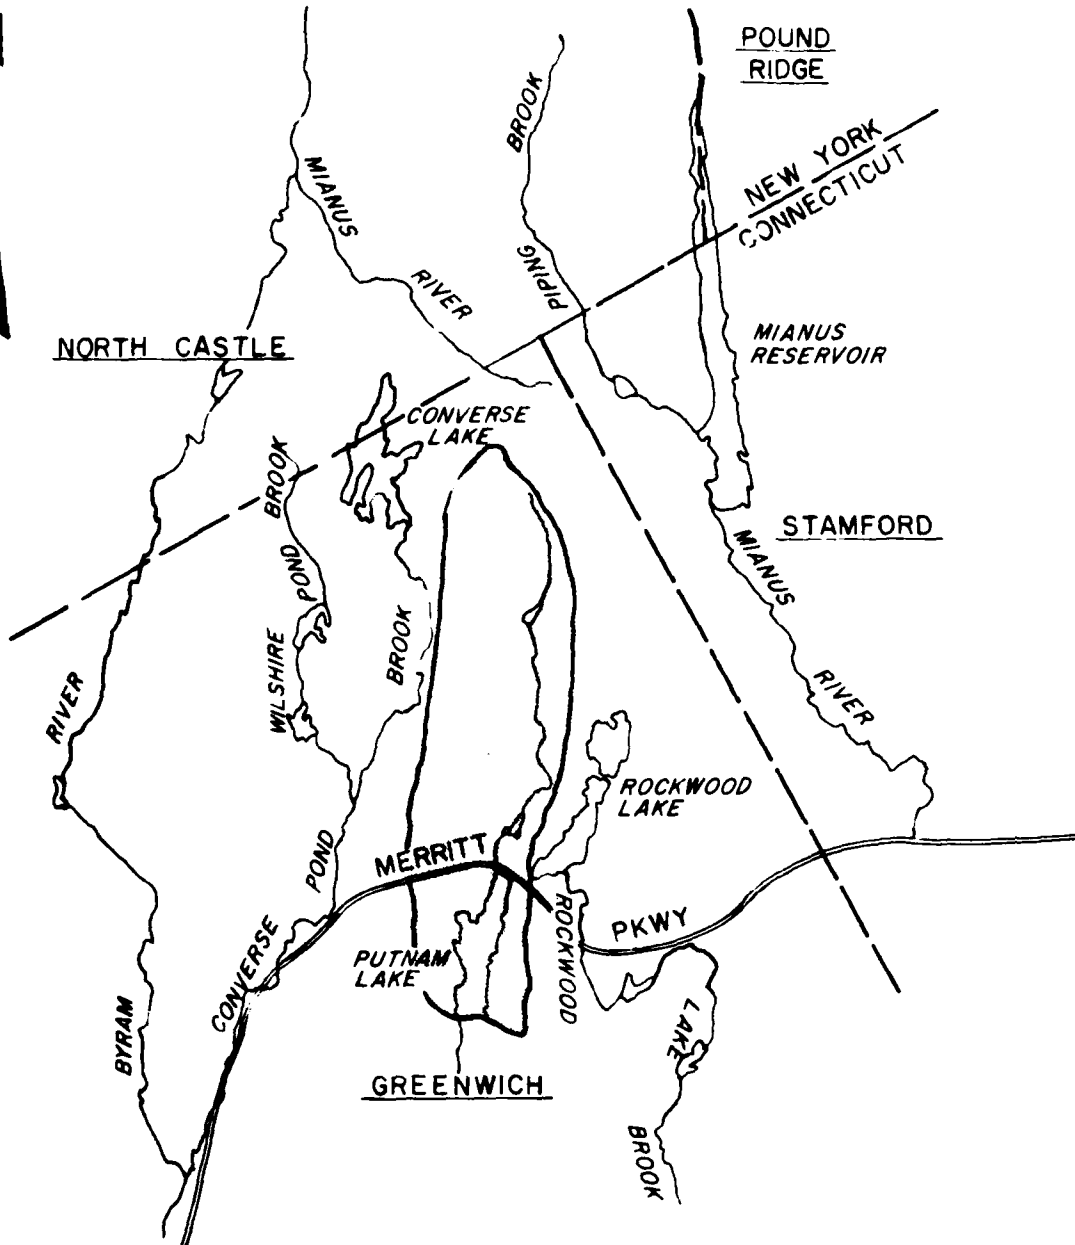 POUND
RIDGE
BROOK
NEW YORK
CONNECTICUT
MIANUS
RIVER
PIPING
MIANUS
RESERVOIR
NORTH CASTLE
CONVERSE
LAKE
BROOK
STAMFORD
MIANUS
RIVER
POND
BROOK
WILSHIRE
RIVER
ROCKWOOD
LAKE
MERRITT
PKWY
POND
CONVERSE
PUTNAM
LAKE
ROCKWOOD
LAKE
BROOK
BYRAM
GREENWICH